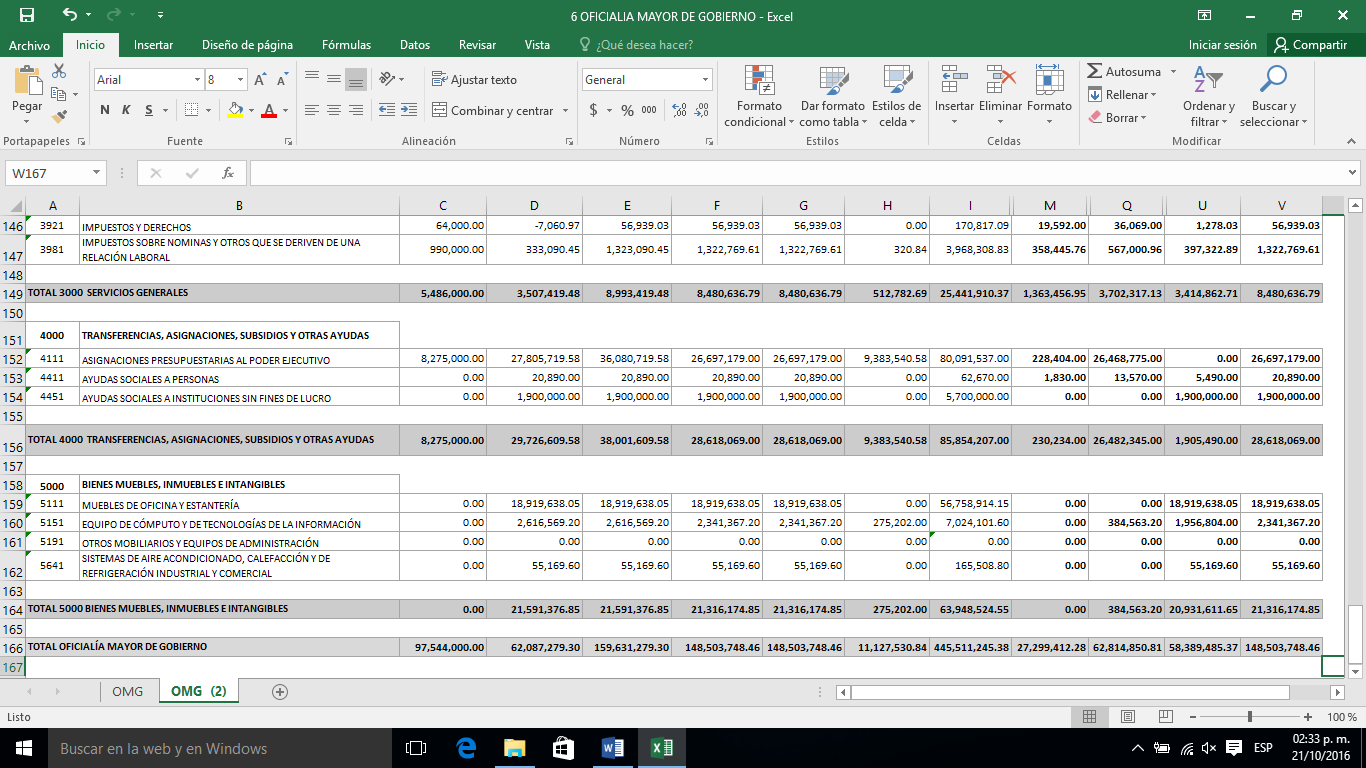 6 OFICIALIA MAYOR DE GOBIERNO - Excel
Archivo Inicio Insertar Diseño de página Fórmulas Datos Revisar Vista ¿Qué desea hacer? Iniciar sesión Compartir
Pegar Arial 8 Ajustar texto General Formato condicional Dar formato como tabla Estilos de celda Insertar Eliminar Formato Autosuma Rellenar Borrar Ordenar y filtrar Buscar y seleccionar
N K S Combinar y centrar $ % 000
Portapapeles Fuente Alineación Número Estilos Celdas Modificar
W167 fx
A B C D E F G H I M Q U V
146 3921 IMPUESTOS Y DERECHOS 64,000.00 -7,060.97 56,939.03 56,939.03 56,939.03 0.00 170,817.09 19,592.00 36,069.00 1,278.03 56,939.03
147 3981 IMPUESTOS SOBRE NOMINAS Y OTROS QUE SE DERIVEN DE UNA RELACIÓN LABORAL 990,000.00 333,090.45 1,323,090.45 1,322,769.61 1,322,769.61 320.84 3,968,308.83 358,445.76 567,000.96 397,322.89 1,322,769.61
148
149 TOTAL 3000 SERVICIOS GENERALES 5,486,000.00 3,507,419.48 8,993,419.48 8,480,636.79 8,480,636.79 512,782.69 25,441,910.37 1,363,456.95 3,702,317.13 3,414,862.71 8,480,636.79
150
151 4000 TRANSFERENCIAS, ASIGNACIONES, SUBSIDIOS Y OTRAS AYUDAS
152 4111 ASIGNACIONES PRESUPUESTARIAS AL PODER EJECUTIVO 8,275,000.00 27,805,719.58 36,080,719.58 26,697,179.00 26,697,179.00 9,383,540.58 80,091,537.00 228,404.00 26,468,775.00 0.00 26,697,179.00
153 4411 AYUDAS SOCIALES A PERSONAS 0.00 20,890.00 20,890.00 20,890.00 20,890.00 0.00 62,670.00 1,830.00 13,570.00 5,490.00 20,890.00
154 4451 AYUDAS SOCIALES A INSTITUCIONES SIN FINES DE LUCRO 0.00 1,900,000.00 1,900,000.00 1,900,000.00 1,900,000.00 0.00 5,700,000.00 0.00 0.00 1,900,000.00 1,900,000.00
155
156 TOTAL 4000 TRANSFERENCIAS, ASIGNACIONES, SUBSIDIOS Y OTRAS AYUDAS 8,275,000.00 29,726,609.58 38,001,609.58 28,618,069.00 28,618,069.00 9,383,540.58 85,854,207.00 230,234.00 26,482,345.00 1,905,490.00 28,618,069.00
157
158 5000 BIENES MUEBLES, INMUEBLES E INTANGIBLES
159 5111 MUEBLES DE OFICINA Y ESTANTERÍA 0.00 18,919,638.05 18,919,638.05 18,919,638.05 18,919,638.05 0.00 56,758,914.15 0.00 0.00 18,919,638.05 18,919,638.05
160 5151 EQUIPO DE CÓMPUTO Y DE TECNOLOGÍAS DE LA INFORMACIÓN 0.00 2,616,569.20 2,616,569.20 2,341,367.20 2,341,367.20 275,202.00 7,024,101.60 0.00 384,563.20 1,956,804.00 2,341,367.20
161 5191 OTROS MOBILIARIOS Y EQUIPOS DE ADMINISTRACIÓN 0.00 0.00 0.00 0.00 0.00 0.00 0.00 0.00 0.00 0.00 0.00
162 5641 SISTEMAS DE AIRE ACONDICIONADO, CALEFACCIÓN Y DE REFRIGERACIÓN INDUSTRIAL Y COMERCIAL 0.00 55,169.60 55,169.60 55,169.60 55,169.60 0.00 165,508.80 0.00 0.00 55,169.60 55,169.60
163
164 TOTAL 5000 BIENES MUEBLES, INMUEBLES E INTANGIBLES 0.00 21,591,376.85 21,591,376.85 21,316,174.85 21,316,174.85 275,202.00 63,948,524.55 0.00 384,563.20 20,931,611.65 21,316,174.85
165
166 TOTAL OFICIALÍA MAYOR DE GOBIERNO 97,544,000.00 62,087,279.30 159,631,279.30 148,503,748.46 148,503,748.46 11,127,530.84 445,511,245.38 27,299,412.28 62,814,850.81 58,389,485.37 148,503,748.46
167
OMG OMG (2)
Listo 100 %
Buscar en la web y en Windows ESP 02:33 p. m.
21/10/2016